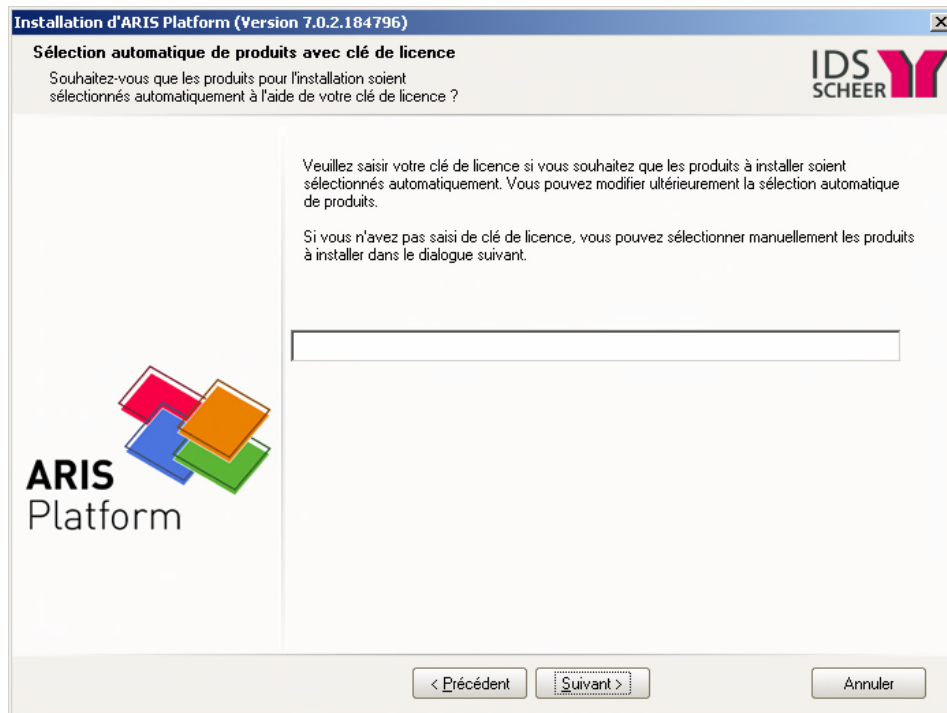 Installation d'ARIS Platform (Version 7.0.2.184796)
Sélection automatique de produits avec clé de licence
Souhaitez-vous que les produits pour l'installation soient
sélectionnés automatiquement à l'aide de votre clé de licence ?
IDS
SCHEER
Veuillez saisir votre clé de licence si vous souhaitez que les produits à installer soient
sélectionnés automatiquement. Vous pouvez modifier ultérieurement la sélection automatique
de produits.
Si vous n'avez pas saisi de clé de licence, vous pouvez sélectionner manuellement les produits
à installer dans le dialogue suivant.
ARIS
Platform
< Précédent
Suivant >
Annuler